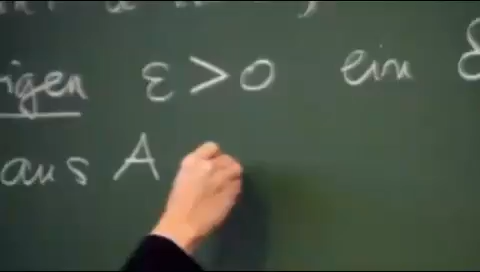 igen ε > 0 ein δ
aus A